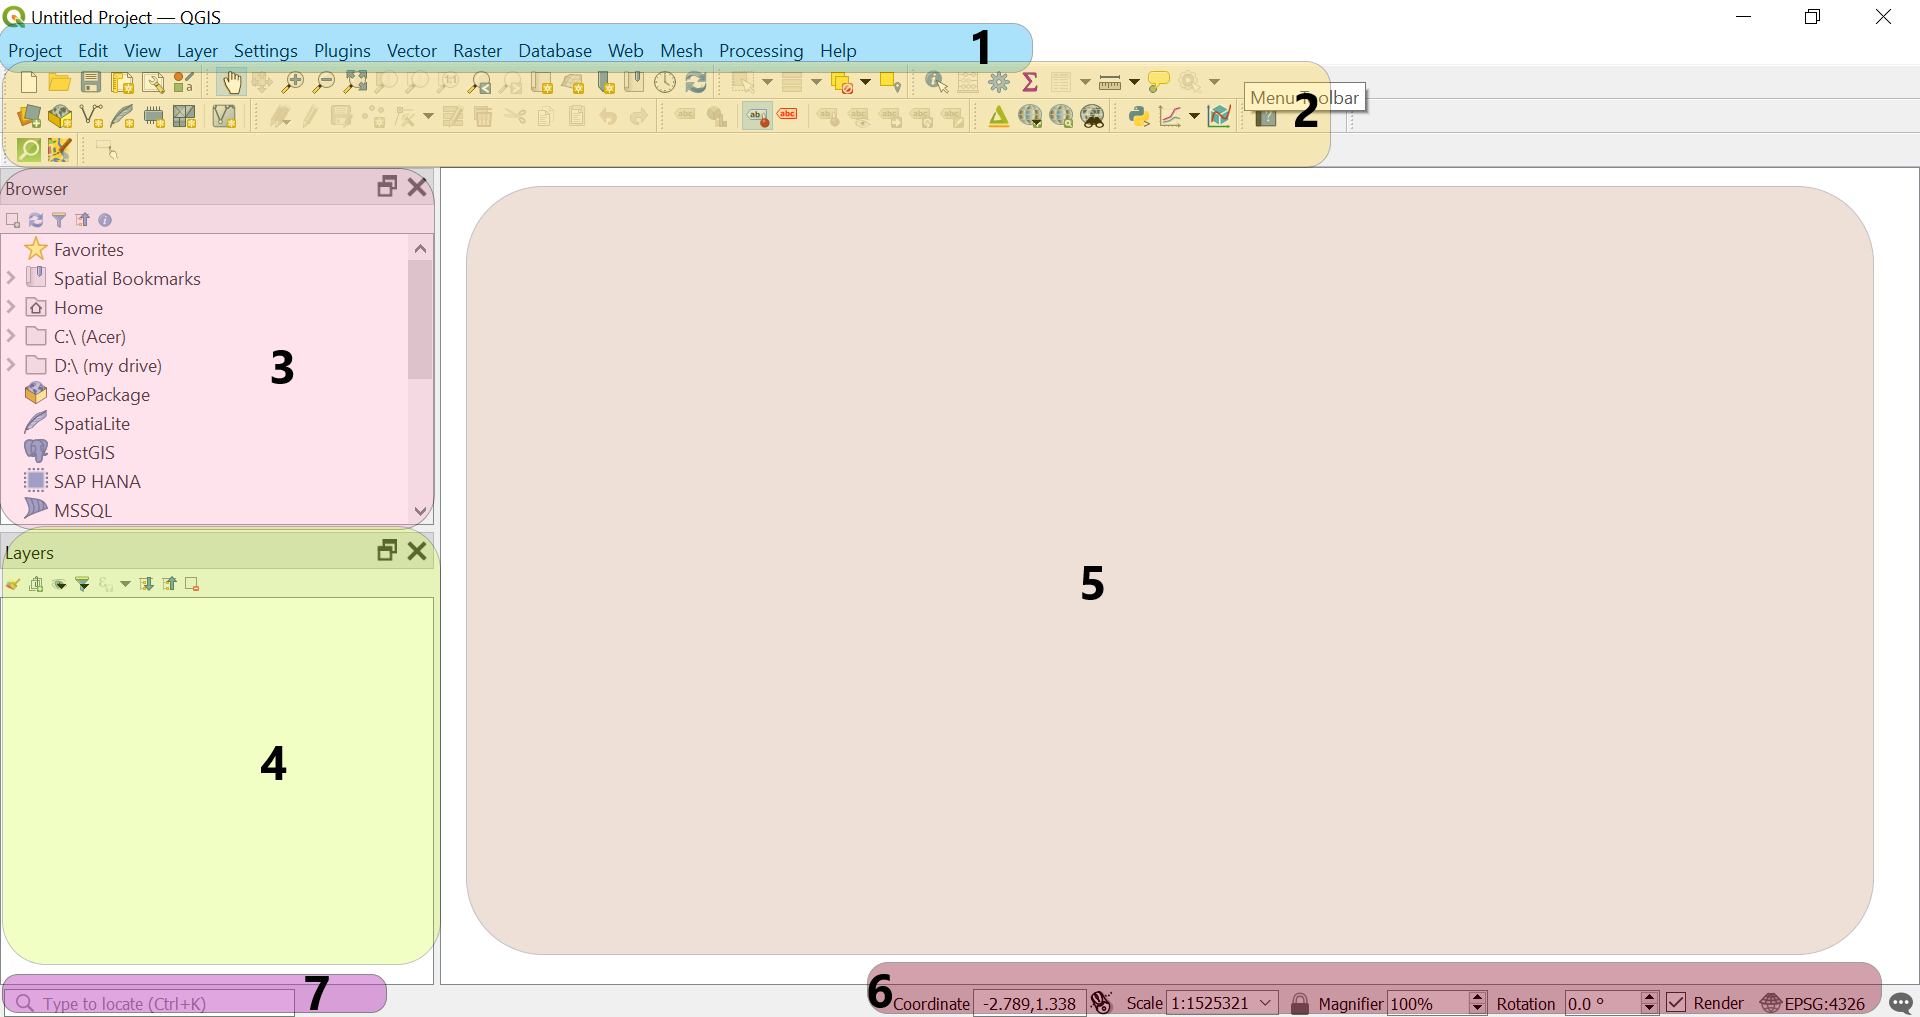 Untitled Project — QGIS
Project Edit View Layer Settings Plugins Vector Raster Database Web Mesh Processing Help 1
Menu Toolbar 2
Browser
Favorites
Spatial Bookmarks
Home
C:\ (Acer)
D:\ (my drive)
3
GeoPackage
SpatiaLite
PostGIS
SAP HANA
MSSQL
Layers
4
5
Type to locate (Ctrl+K) 7
6 Coordinate -2.789,1.338 Scale 1:1525321 Magnifier 100% Rotation 0.0 ° Render EPSG:4326